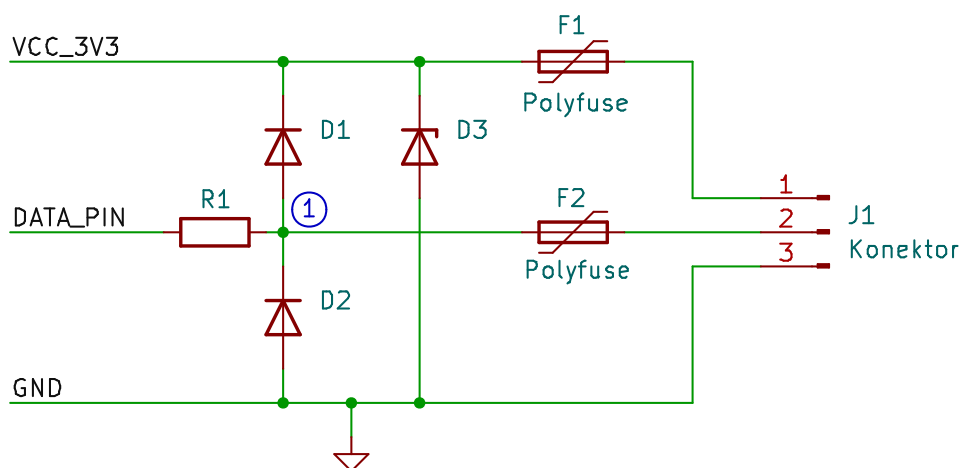 F1
VCC_3V3
Polyfuse
D1
D3
1
R1
1
F2
DATA_PIN
2
J1
3
Konektor
Polyfuse
D2
GND